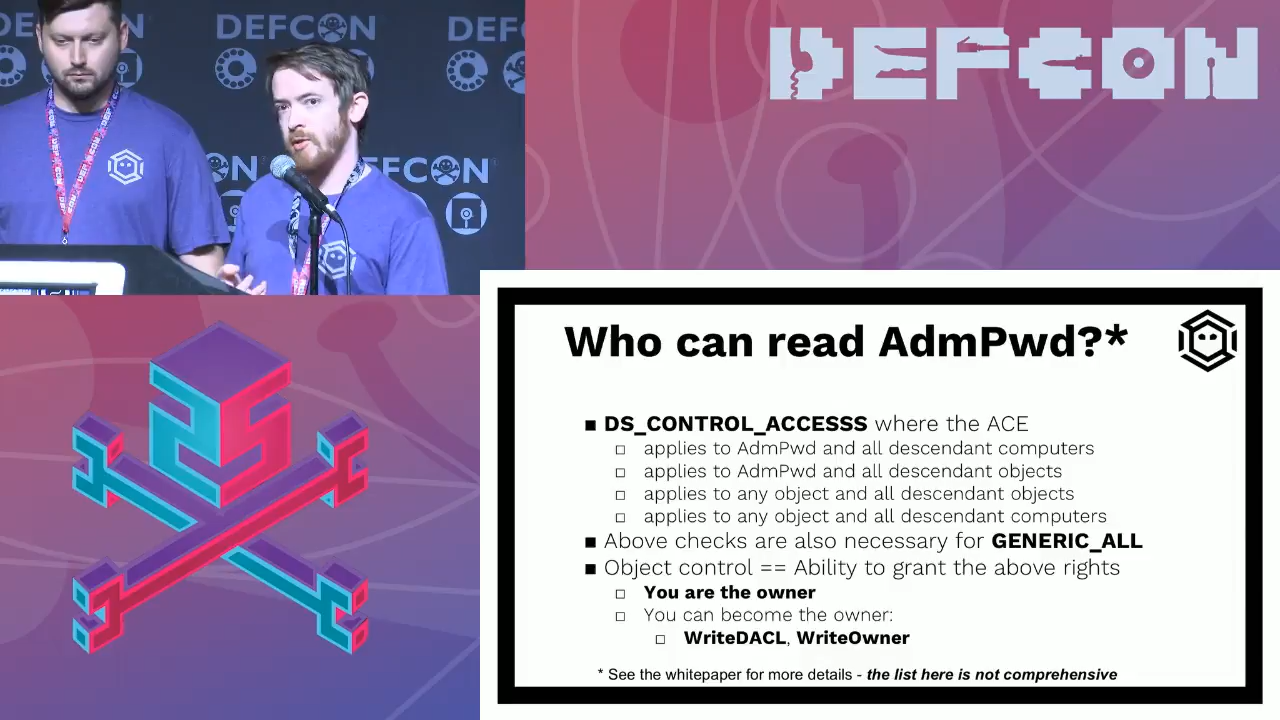 DEFCON
DEFCON
DEFCON
DEFCON
Who can read AdmPwd?*
■ DS_CONTROL_ACCESSS where the ACE
□ applies to AdmPwd and all descendant computers
□ applies to AdmPwd and all descendant objects
□ applies to any object and all descendant objects
□ applies to any object and all descendant computers
■ Above checks are also necessary for GENERIC_ALL
■ Object control == Ability to grant the above rights
□ You are the owner
□ You can become the owner:
□ WriteDACL, WriteOwner
* See the whitepaper for more details - the list here is not comprehensive